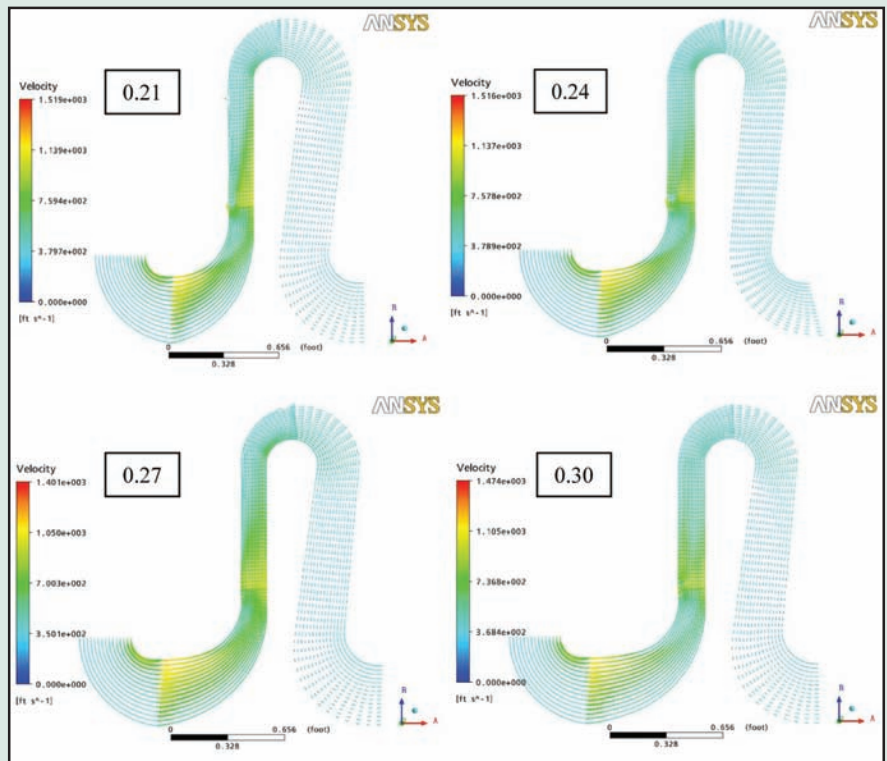 ANSYS
0.21
Velocity
1.519e+003
1.139e+003
7.594e+002
3.797e+002
0.000e+000
[ft s^-1]
0 0.656 (foot)
0.328
R
A
ANSYS
0.24
Velocity
1.516e+003
1.137e+003
7.578e+002
3.789e+002
0.000e+000
[ft s^-1]
0 0.656 (foot)
0.328
R
A
ANSYS
0.27
Velocity
1.401e+003
1.050e+003
7.003e+002
3.501e+002
0.000e+000
[ft s^-1]
0 0.656 (foot)
0.328
R
A
ANSYS
0.30
Velocity
1.474e+003
1.105e+003
7.368e+002
3.684e+002
0.000e+000
[ft s^-1]
0 0.656 (foot)
0.328
R
A